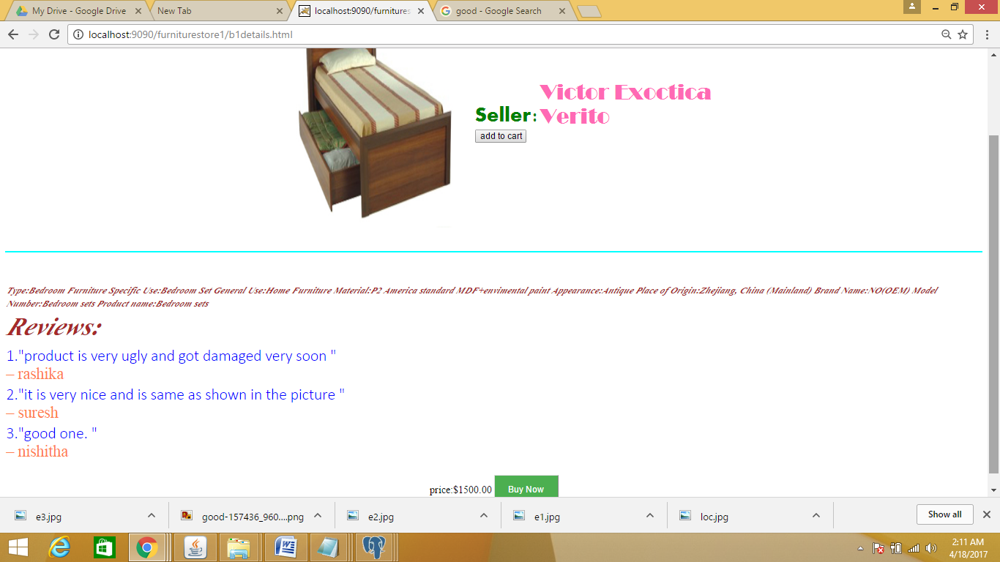 My Drive - Google Drive
New Tab
localhost:9090/furnitures
good - Google Search
localhost:9090/furniturestore1/b1details.html
Victor Exoctica
Seller: Verito
add to cart
Type:Bedroom Furniture Specific Use:Bedroom Set General Use:Home Furniture Material:P2 America standard MDF+envimental paint Appearance:Antique Place of Origin:Zhejiang, China (Mainland) Brand Name:NO(OEM) Model
Number:Bedroom sets Product name:Bedroom sets
Reviews:
1."product is very ugly and got damaged very soon "
– rashika
2."it is very nice and is same as shown in the picture "
– suresh
3."good one. "
– nishitha
price:$1500.00 Buy Now
e3.jpg
good-157436_960....png
e2.jpg
e1.jpg
loc.jpg
Show all
2:11 AM
4/18/2017